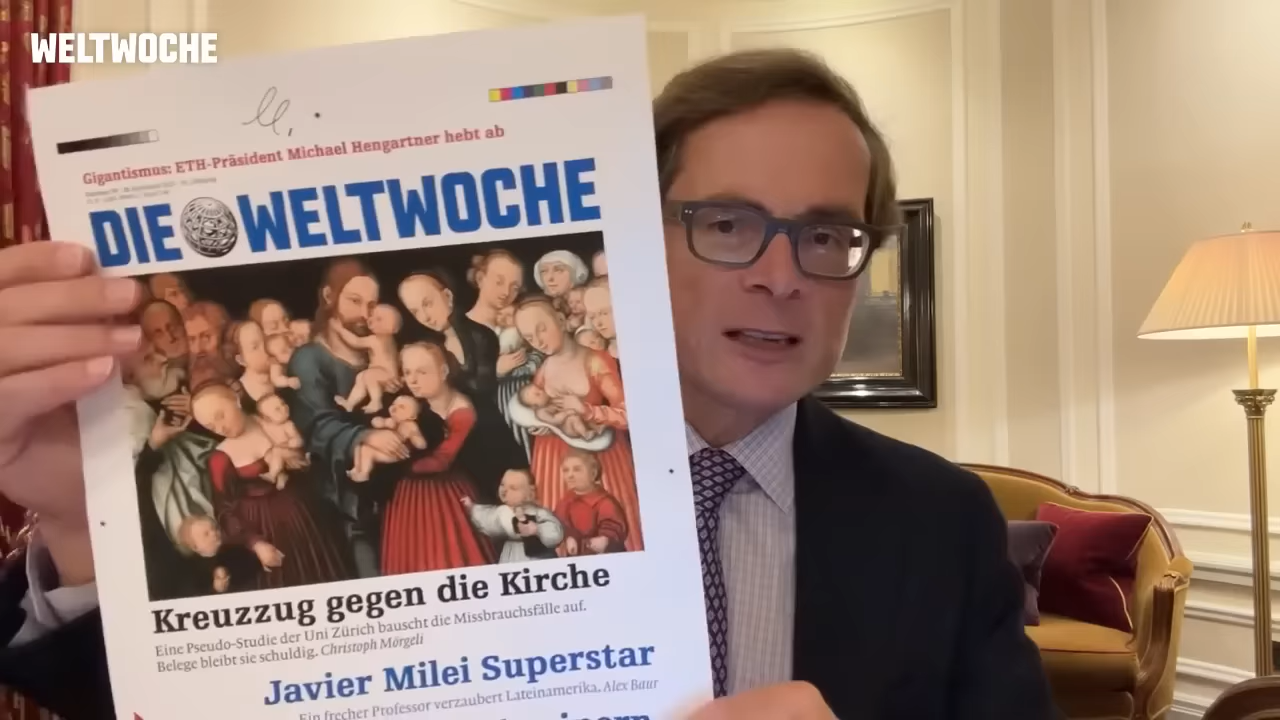 WELTWOCHE
Gigantismus: ETH-Präsident Michael Hengartner hebt ab
DIE WELTWOCHE
Kreuzzug gegen die Kirche
Eine Pseudo-Studie der Uni Zürich bauscht die Missbrauchsfälle auf.
Belege bleibt sie schuldig. Christoph Mörgeli
Javier Milei Superstar
Ein frecher Professor verzaubert Lateinamerika. Alex Baur